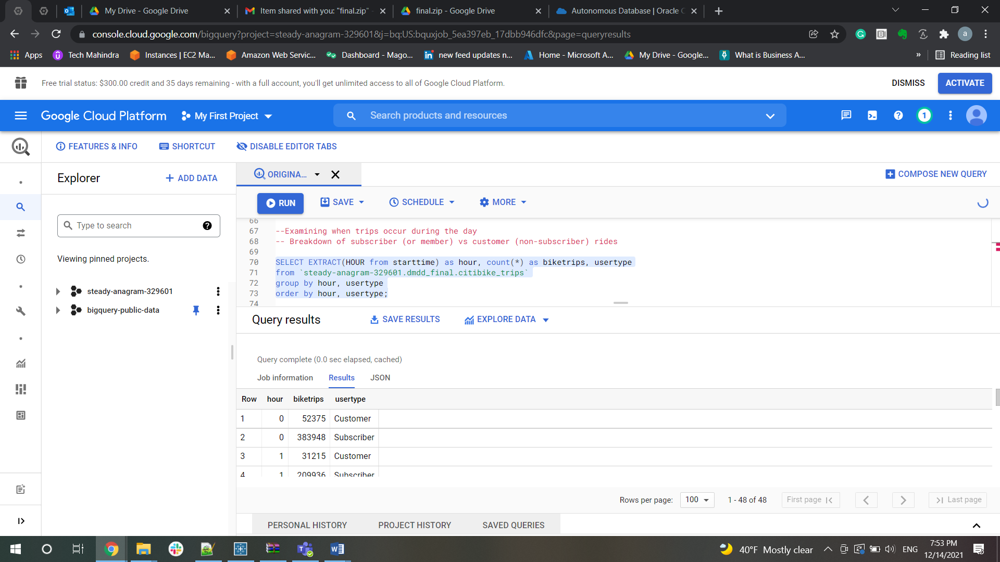 My Drive - Google Drive
Item shared with you: "final.zip"
final.zip - Google Drive
Autonomous Database | Oracle C
console.cloud.google.com/bigquery?project=steady-anagram-329601&j=bq:US:bquxjob_5ea397eb_17dbb946dfc&page=queryresults
a
Apps Tech Mahindra Instances | EC2 Ma... Amazon Web Servic... Dashboard - Mago... new feed updates n... Home - Microsoft A... My Drive - Google... What is Business A... » Reading list
Free trial status: $300.00 credit and 35 days remaining - with a full account, you'll get unlimited access to all of Google Cloud Platform.
DISMISS
ACTIVATE
Google Cloud Platform
My First Project
Search products and resources
1
FEATURES & INFO
SHORTCUT
DISABLE EDITOR TABS
Explorer
+ ADD DATA
ORIGINA...
COMPOSE NEW QUERY
RUN
SAVE
SCHEDULE
MORE
Type to search
Viewing pinned projects.
steady-anagram-329601
bigquery-public-data
66
67 --Examining when trips occur during the day
68 -- Breakdown of subscriber (or member) vs customer (non-subscriber) rides
69
70 SELECT EXTRACT(HOUR from starttime) as hour, count(*) as biketrips, usertype
71 from `steady-anagram-329601.dmdd_final.citibike_trips`
72 group by hour, usertype
73 order by hour, usertype;
74
Query results
SAVE RESULTS
EXPLORE DATA
Query complete (0.0 sec elapsed, cached)
Job information Results JSON
Row hour biketrips usertype
1 0 52375 Customer
2 0 383948 Subscriber
3 1 31215 Customer
4 1 209936 Subscriber
Rows per page: 100 1 - 48 of 48 First page Last page
PERSONAL HISTORY PROJECT HISTORY SAVED QUERIES
40°F Mostly clear
ENG
7:53 PM
12/14/2021